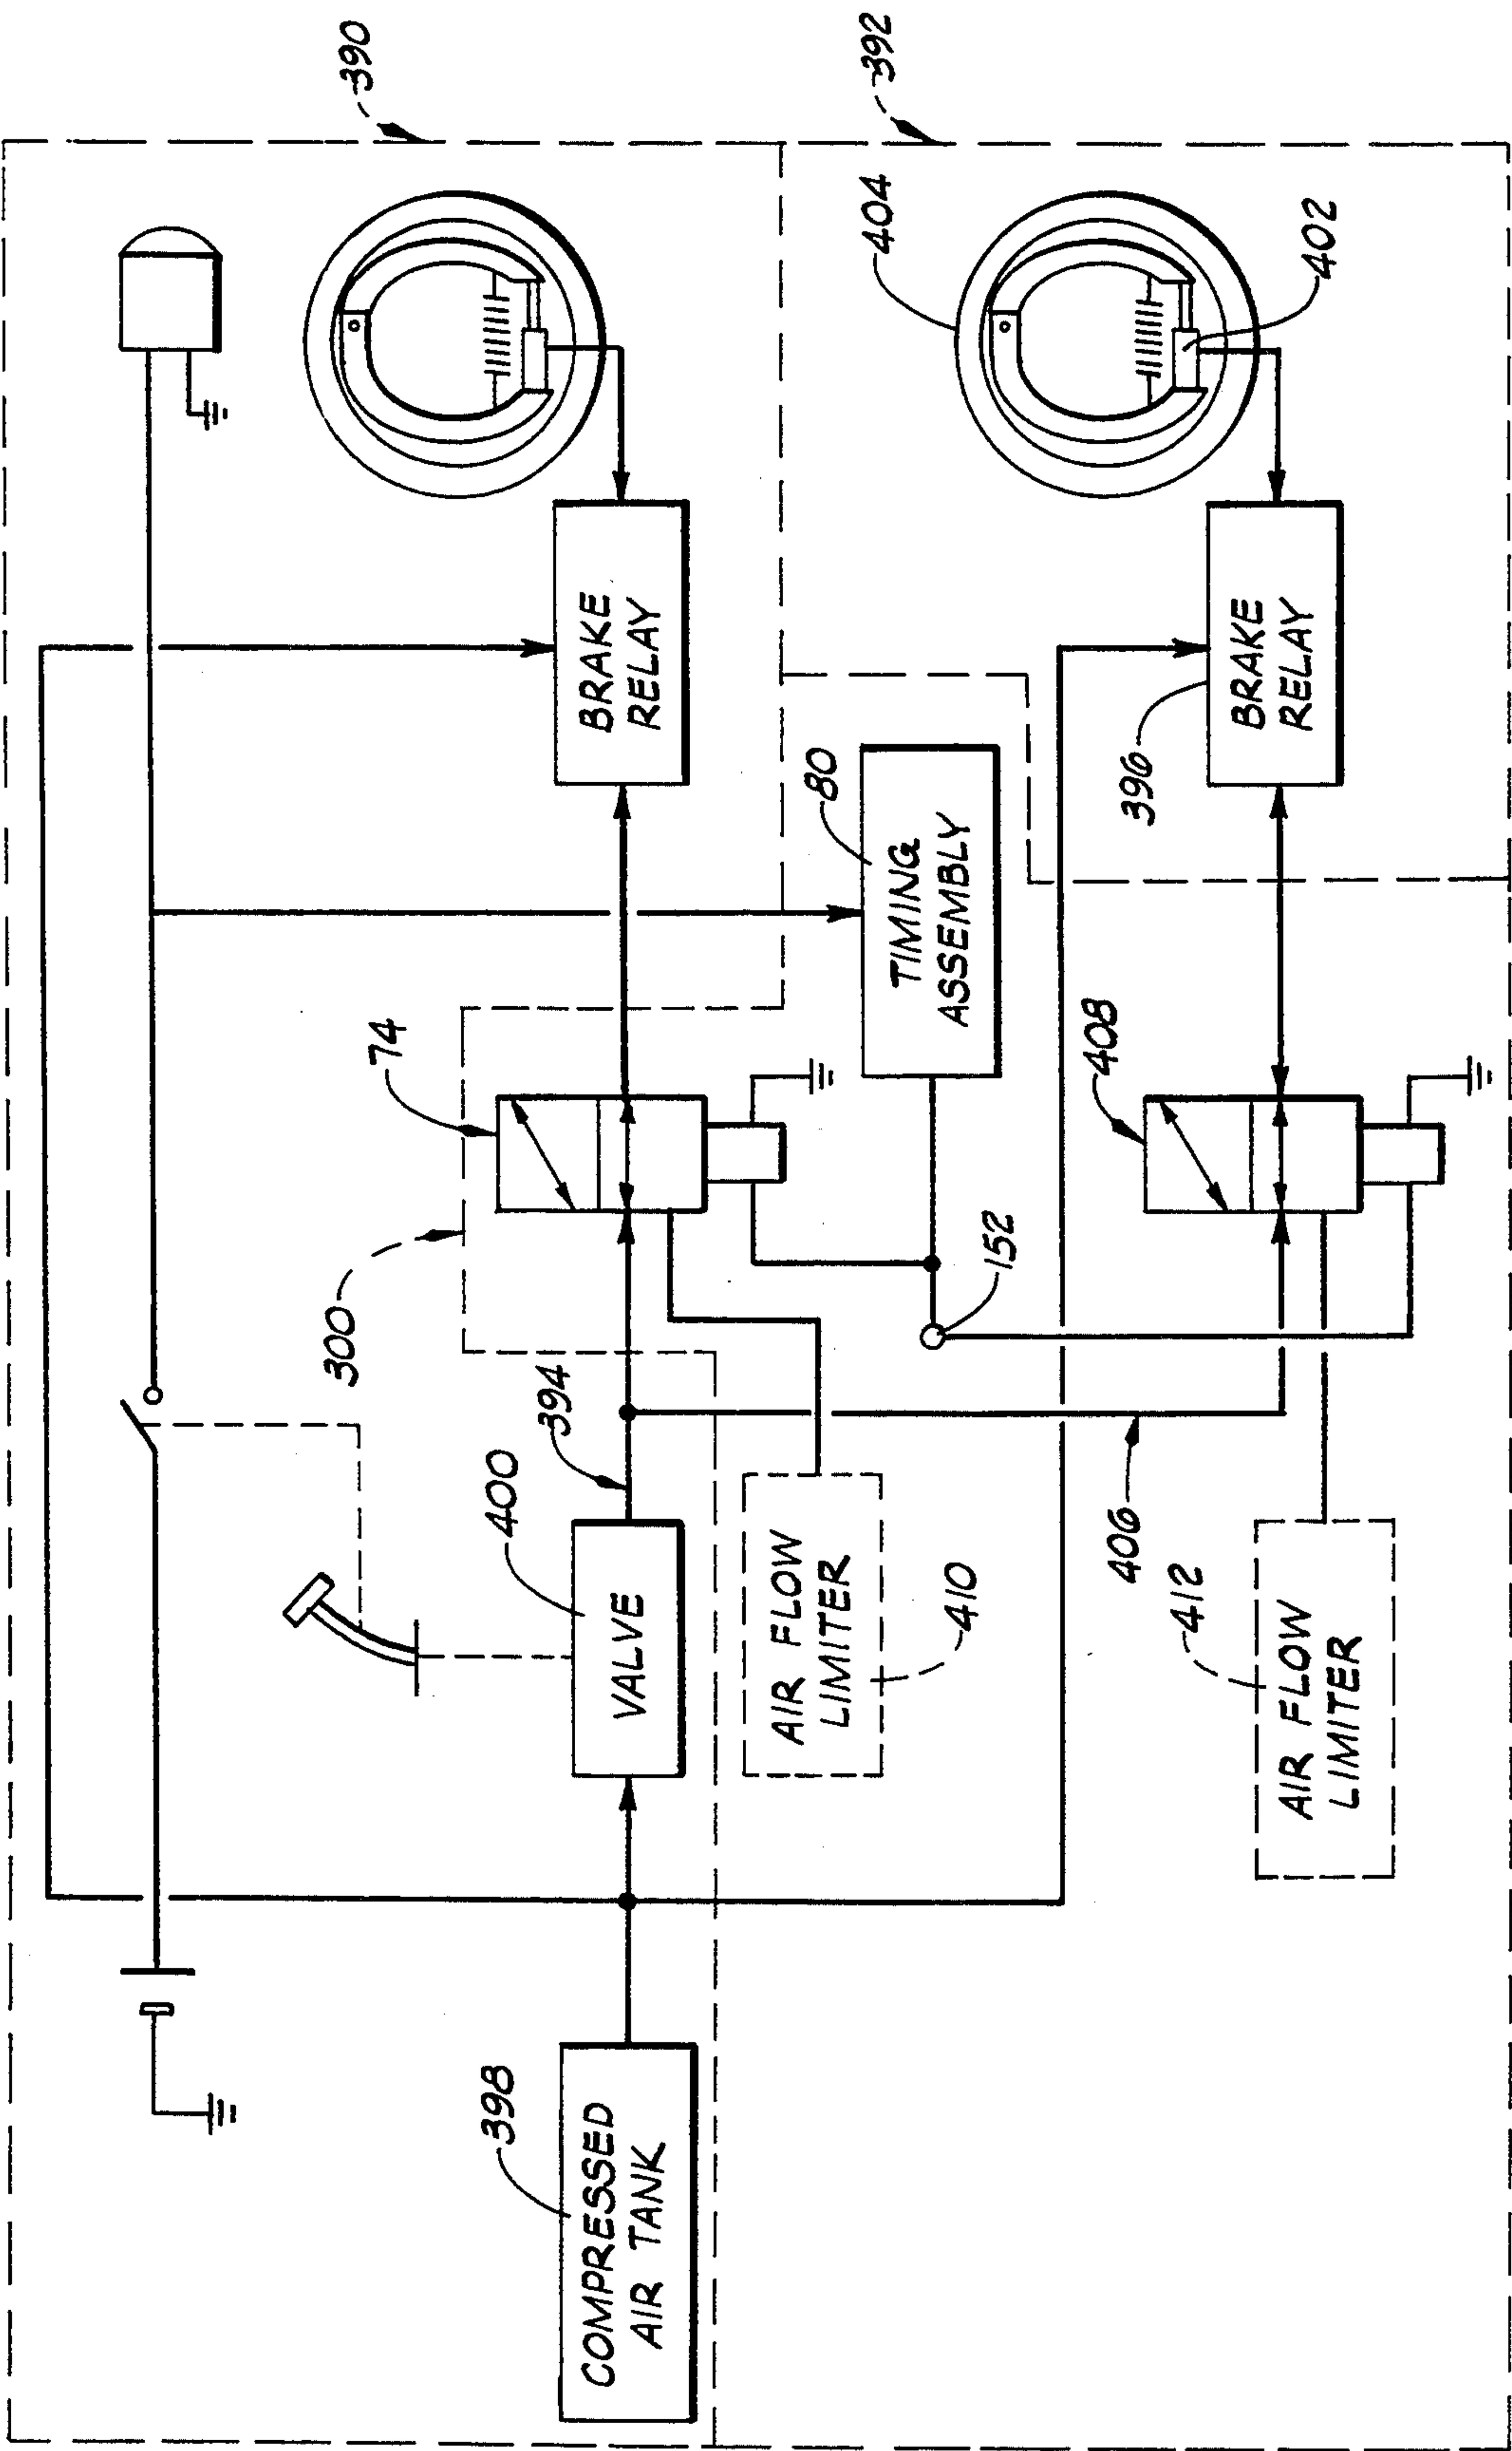 390
392
404
402
BRAKE
RELAY
BRAKE
RELAY
396
80
TIMING
ASSEMBLY
74
408
300
152
394
400
VALVE
406
AIR FLOW
LIMITER
410
412
AIR FLOW
LIMITER
398
COMPRESSED
AIR TANK